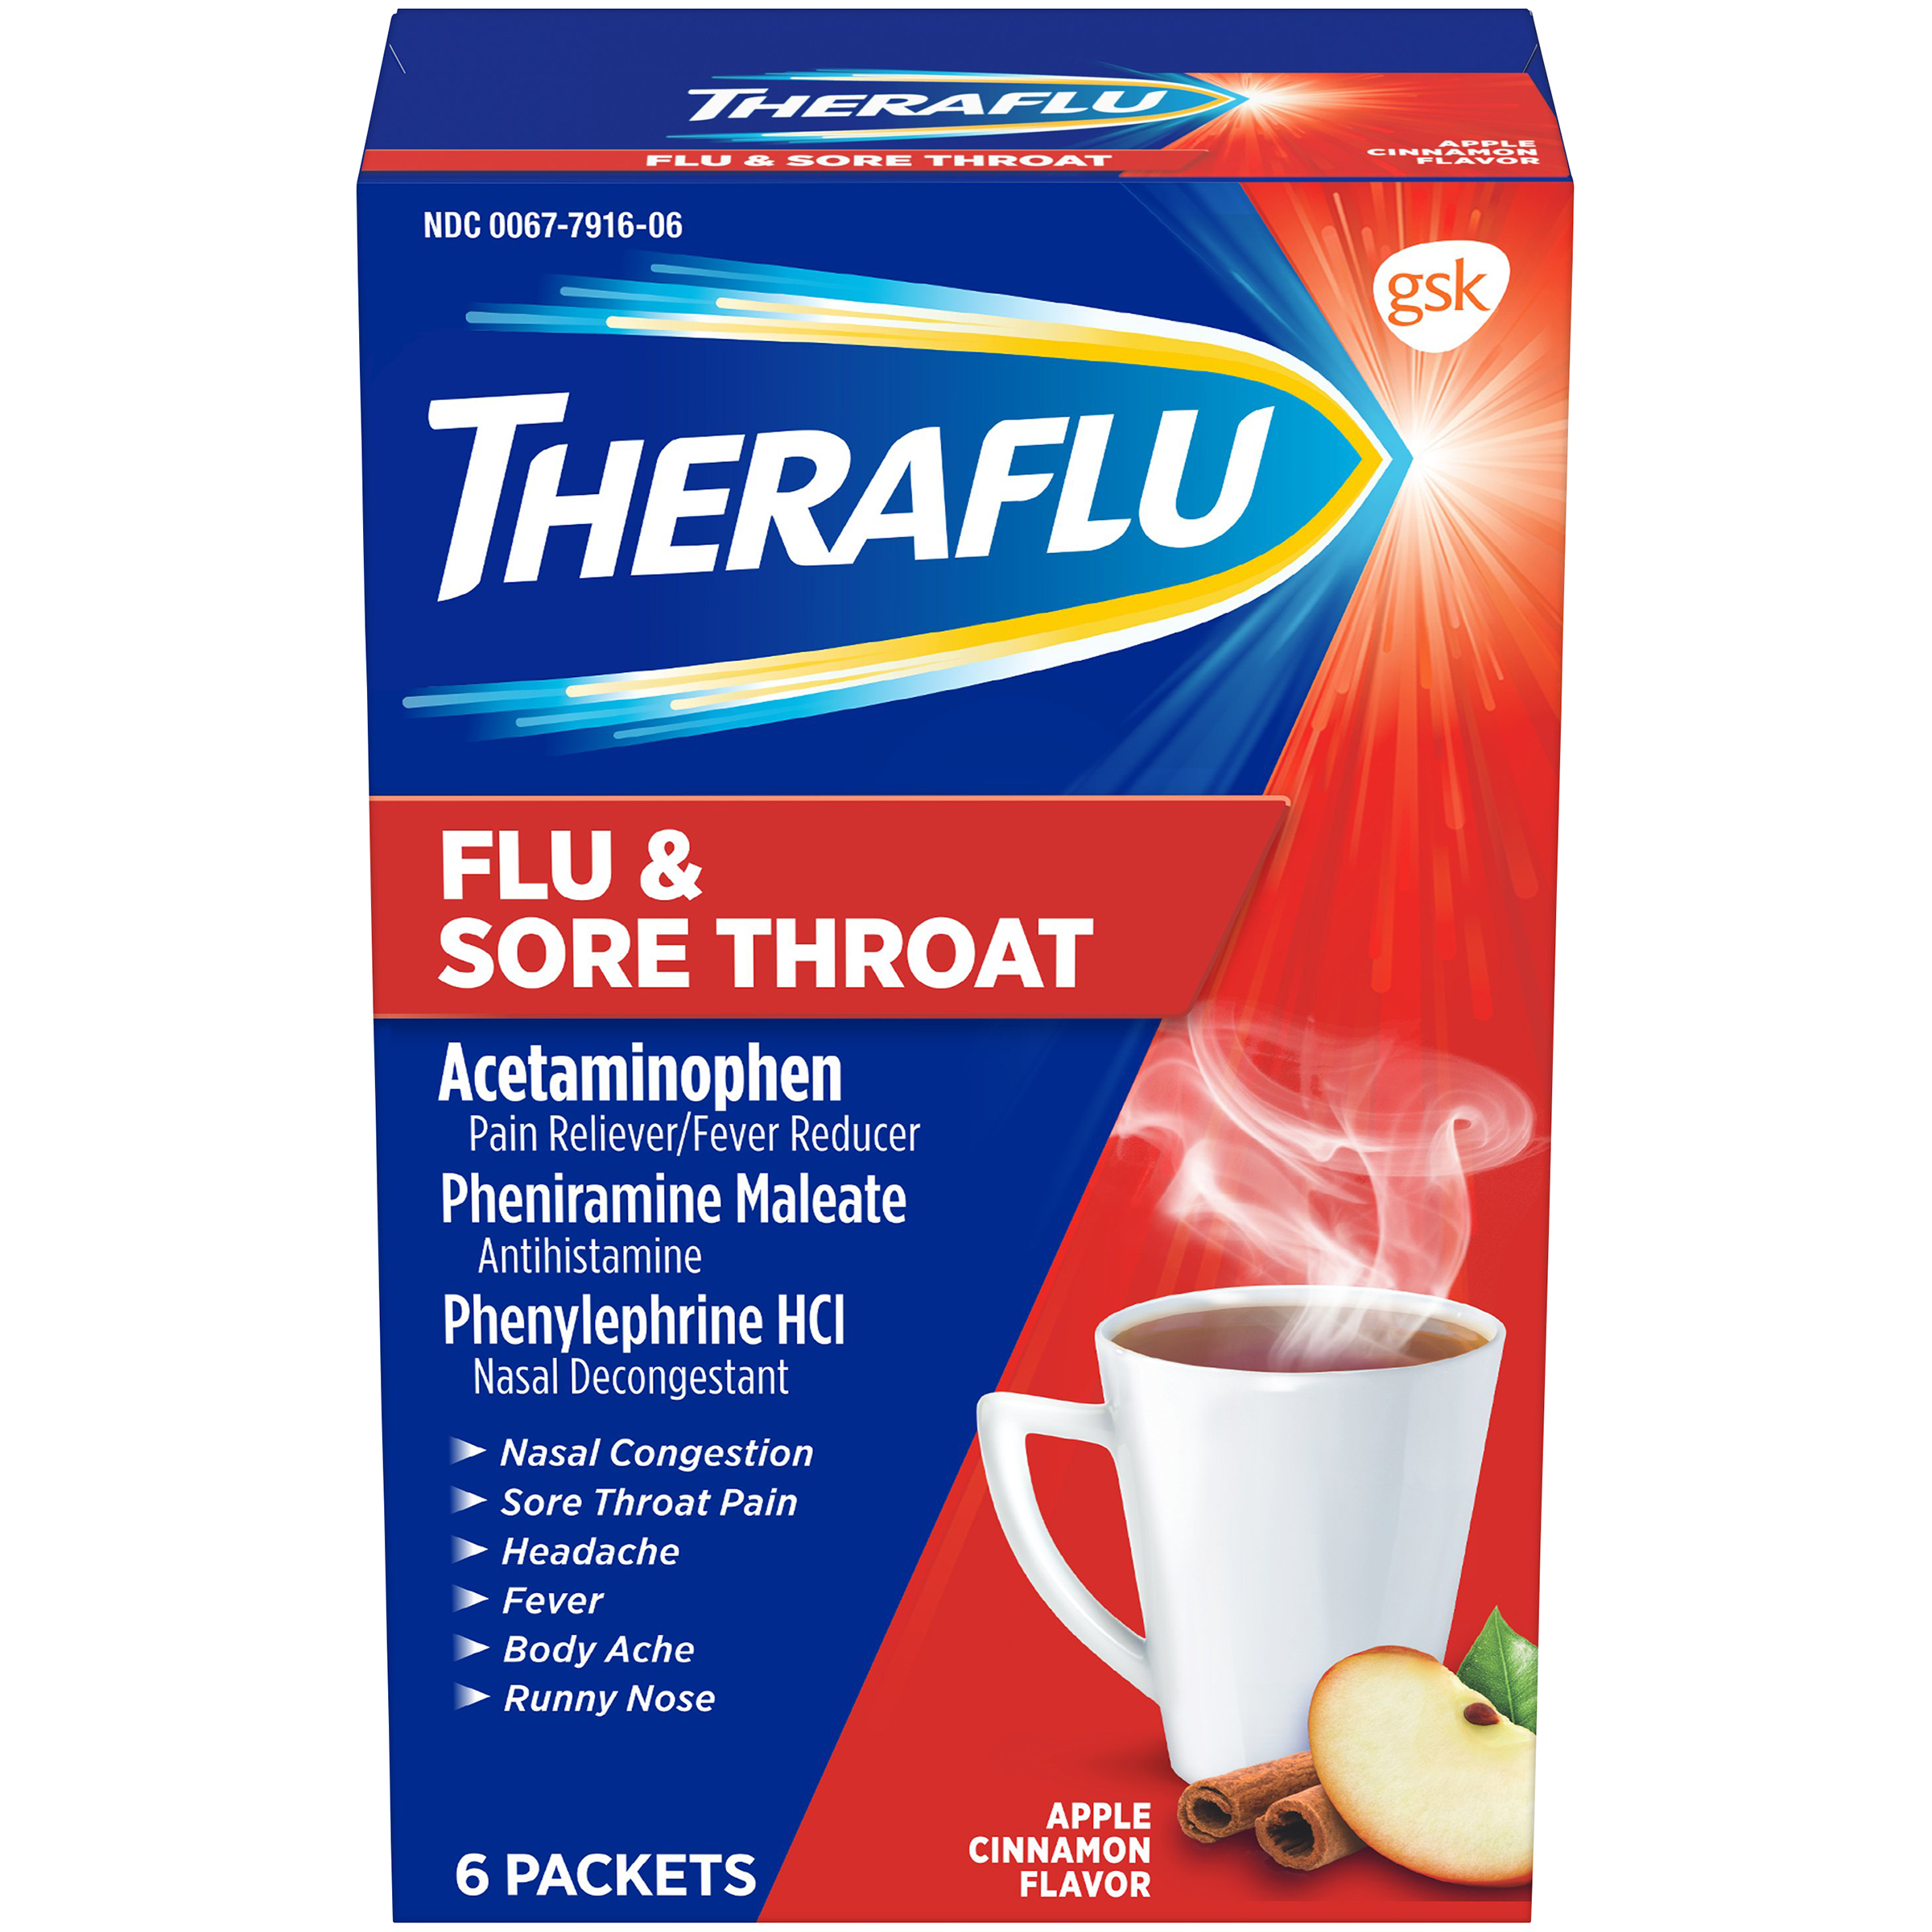 THERAFLU
FLU & SORE THROAT
APPLE
CINNAMON
FLAVOR
NDC 0067-7916-06
gsk
THERAFLU
FLU &
SORE THROAT
Acetaminophen
Pain Reliever/Fever Reducer
Pheniramine Maleate
Antihistamine
Phenylephrine HCl
Nasal Decongestant
Nasal Congestion
Sore Throat Pain
Headache
Fever
Body Ache
Runny Nose
6 PACKETS
APPLE
CINNAMON
FLAVOR